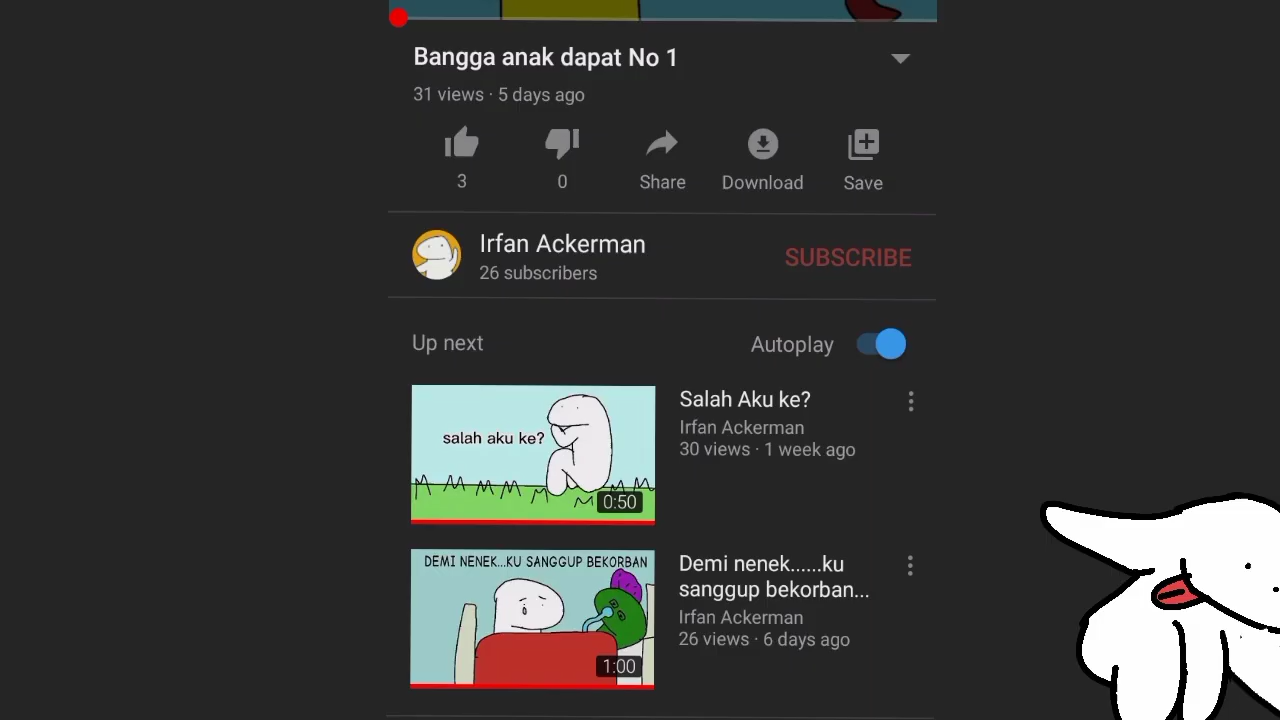 Bangga anak dapat No 1
31 views · 5 days ago
3
0
Share
Download
Save
Irfan Ackerman
26 subscribers
SUBSCRIBE
Up next
Autoplay
salah aku ke?
0:50
Salah Aku ke?
Irfan Ackerman
30 views · 1 week ago
DEMI NENEK...KU SANGGUP BEKORBAN
1:00
Demi nenek......ku
sanggup bekorban...
Irfan Ackerman
26 views · 6 days ago